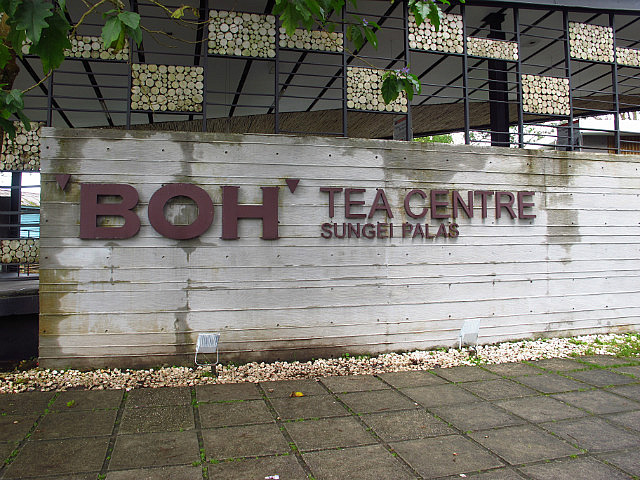 'BOH' TEA CENTRE
SUNGEI PALAS